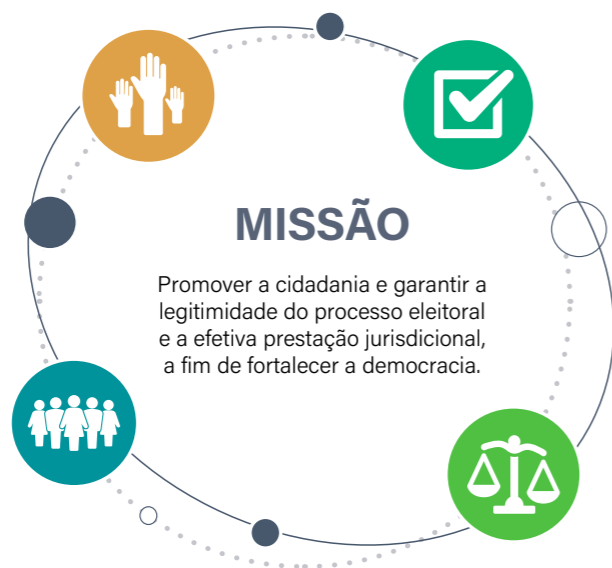 MISSÃO
Promover a cidadania e garantir a
legitimidade do processo eleitoral
e a efetiva prestação jurisdicional,
a fim de fortalecer a democracia.